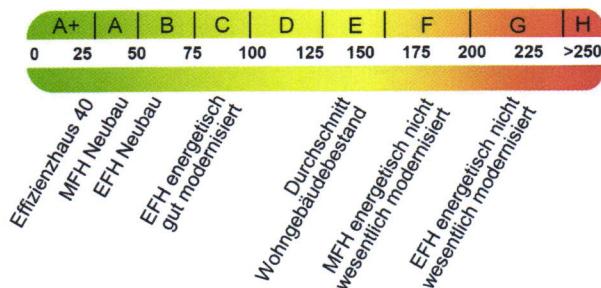 A+ A B C D E F G H
0 25 50 75 100 125 150 175 200 225 >250
Effizienzhaus 40
MFH Neubau
EFH Neubau
EFH energetisch
gut modernisiert
Durchschnitt
Wohngebäudebestand
MFH energetisch nicht
wesentlich modernisiert
EFH energetisch nicht
wesentlich modernisiert